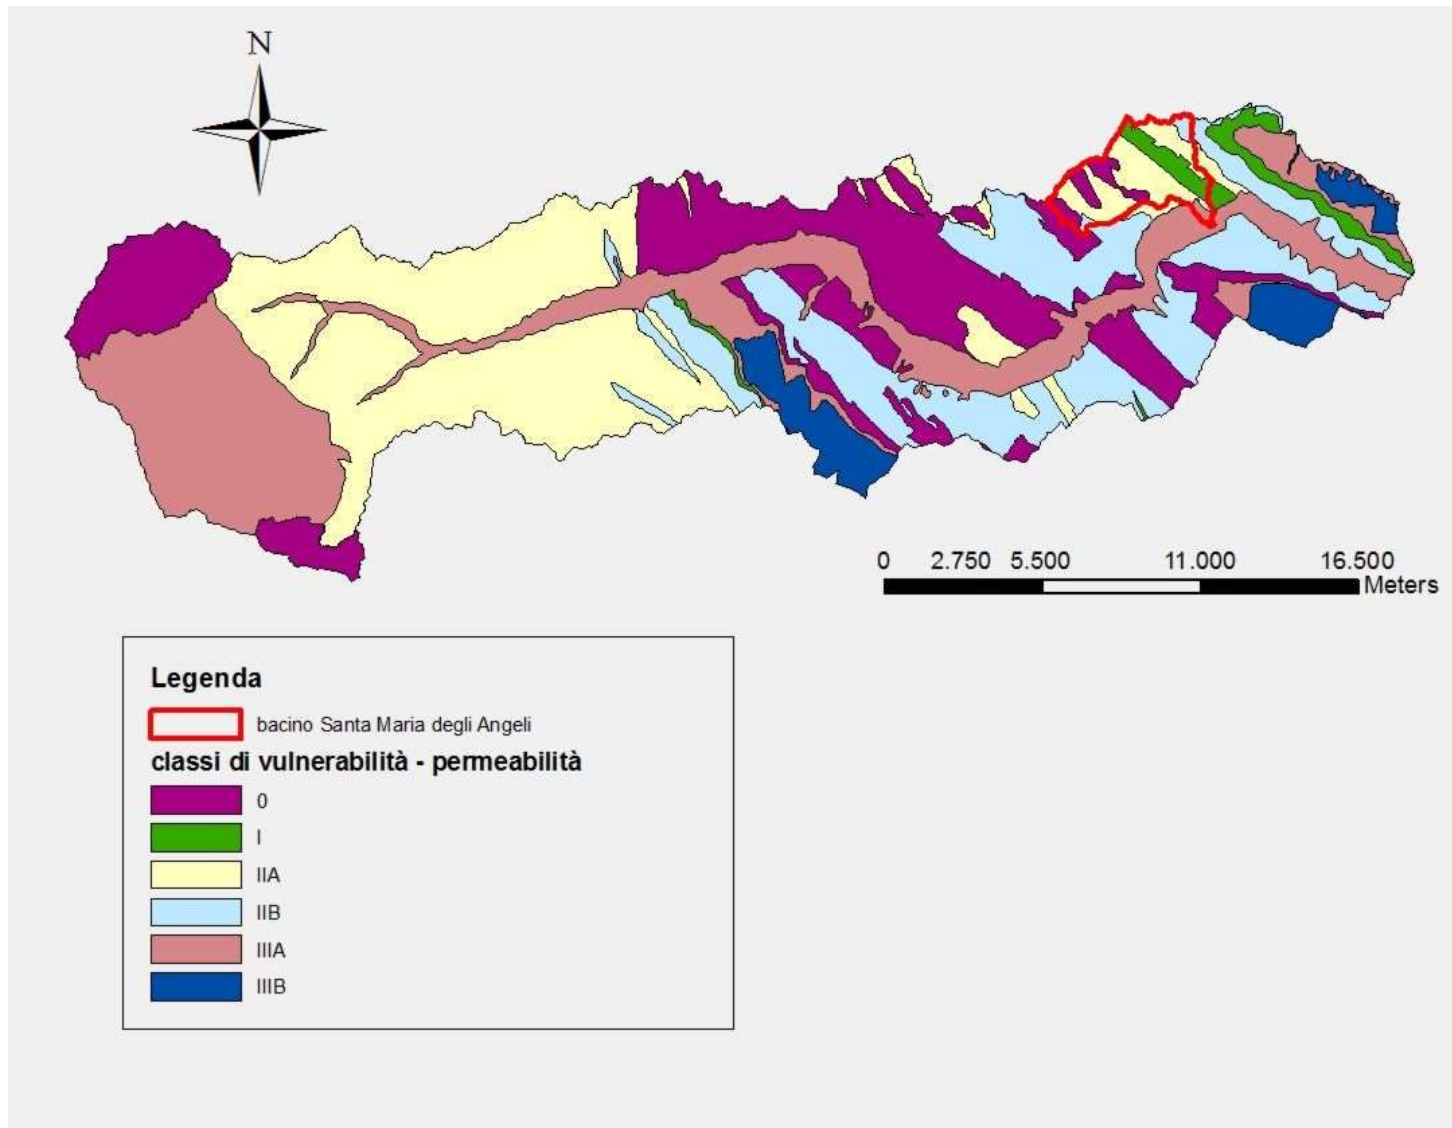 N
0 2.750 5.500 11.000 16.500
Meters
Legenda
bacino Santa Maria degli Angeli
classi di vulnerabilità - permeabilità
0
I
IIA
IIB
IIIA
IIIB